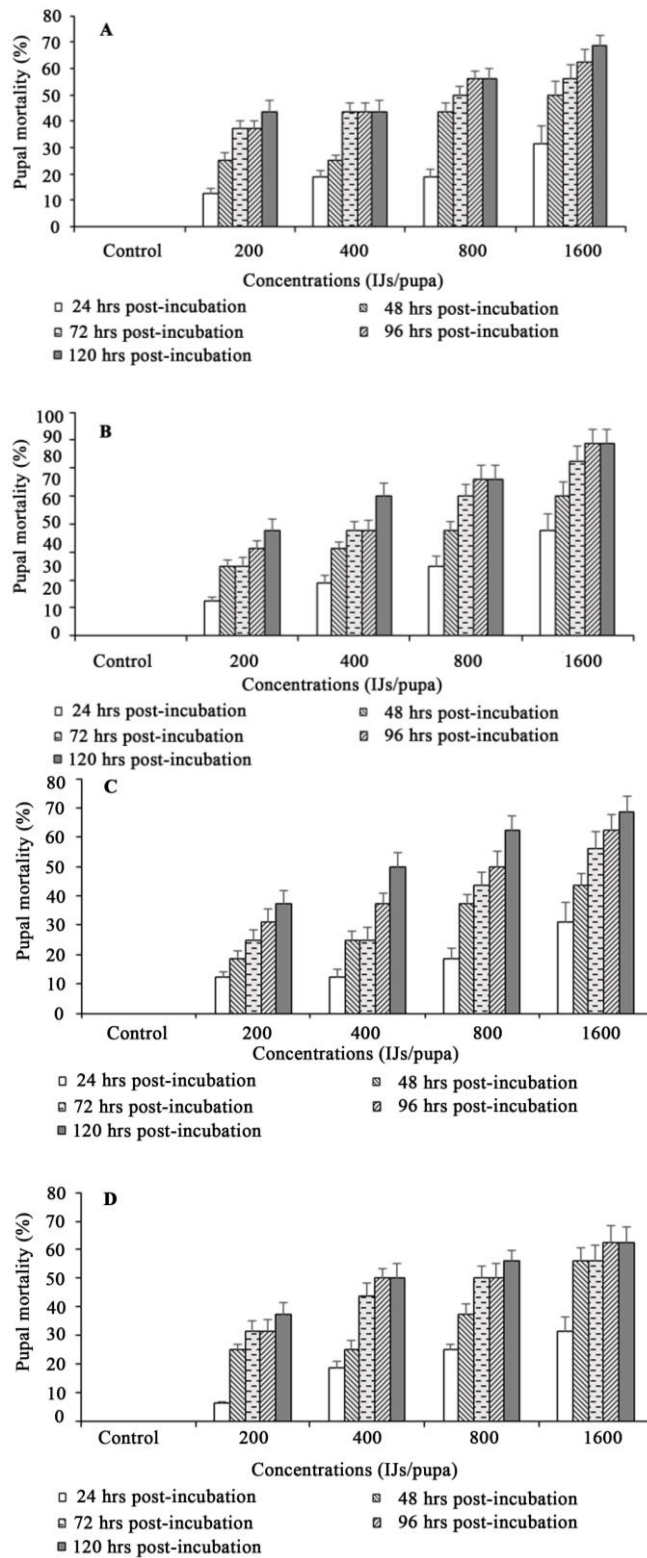 A
Pupal mortality (%)
80
70
60
50
40
30
20
10
0
Control 200 400 800 1600
Concentrations (IJs/pupa)
24 hrs post-incubation 48 hrs post-incubation
72 hrs post-incubation 96 hrs post-incubation
120 hrs post-incubation
B
Pupal mortality (%)
100
90
80
70
60
50
40
30
20
10
0
Control 200 400 800 1600
Concentrations (IJs/pupa)
24 hrs post-incubation 48 hrs post-incubation
72 hrs post-incubation 96 hrs post-incubation
120 hrs post-incubation
C
Pupal mortality (%)
80
70
60
50
40
30
20
10
0
Control 200 400 800 1600
Concentrations (IJs/pupa)
24 hrs post-incubation 48 hrs post-incubation
72 hrs post-incubation 96 hrs post-incubation
120 hrs post-incubation
D
Pupal mortality (%)
80
70
60
50
40
30
20
10
0
Control 200 400 800 1600
Concentrations (IJs/pupa)
24 hrs post-incubation 48 hrs post-incubation
72 hrs post-incubation 96 hrs post-incubation
120 hrs post-incubation